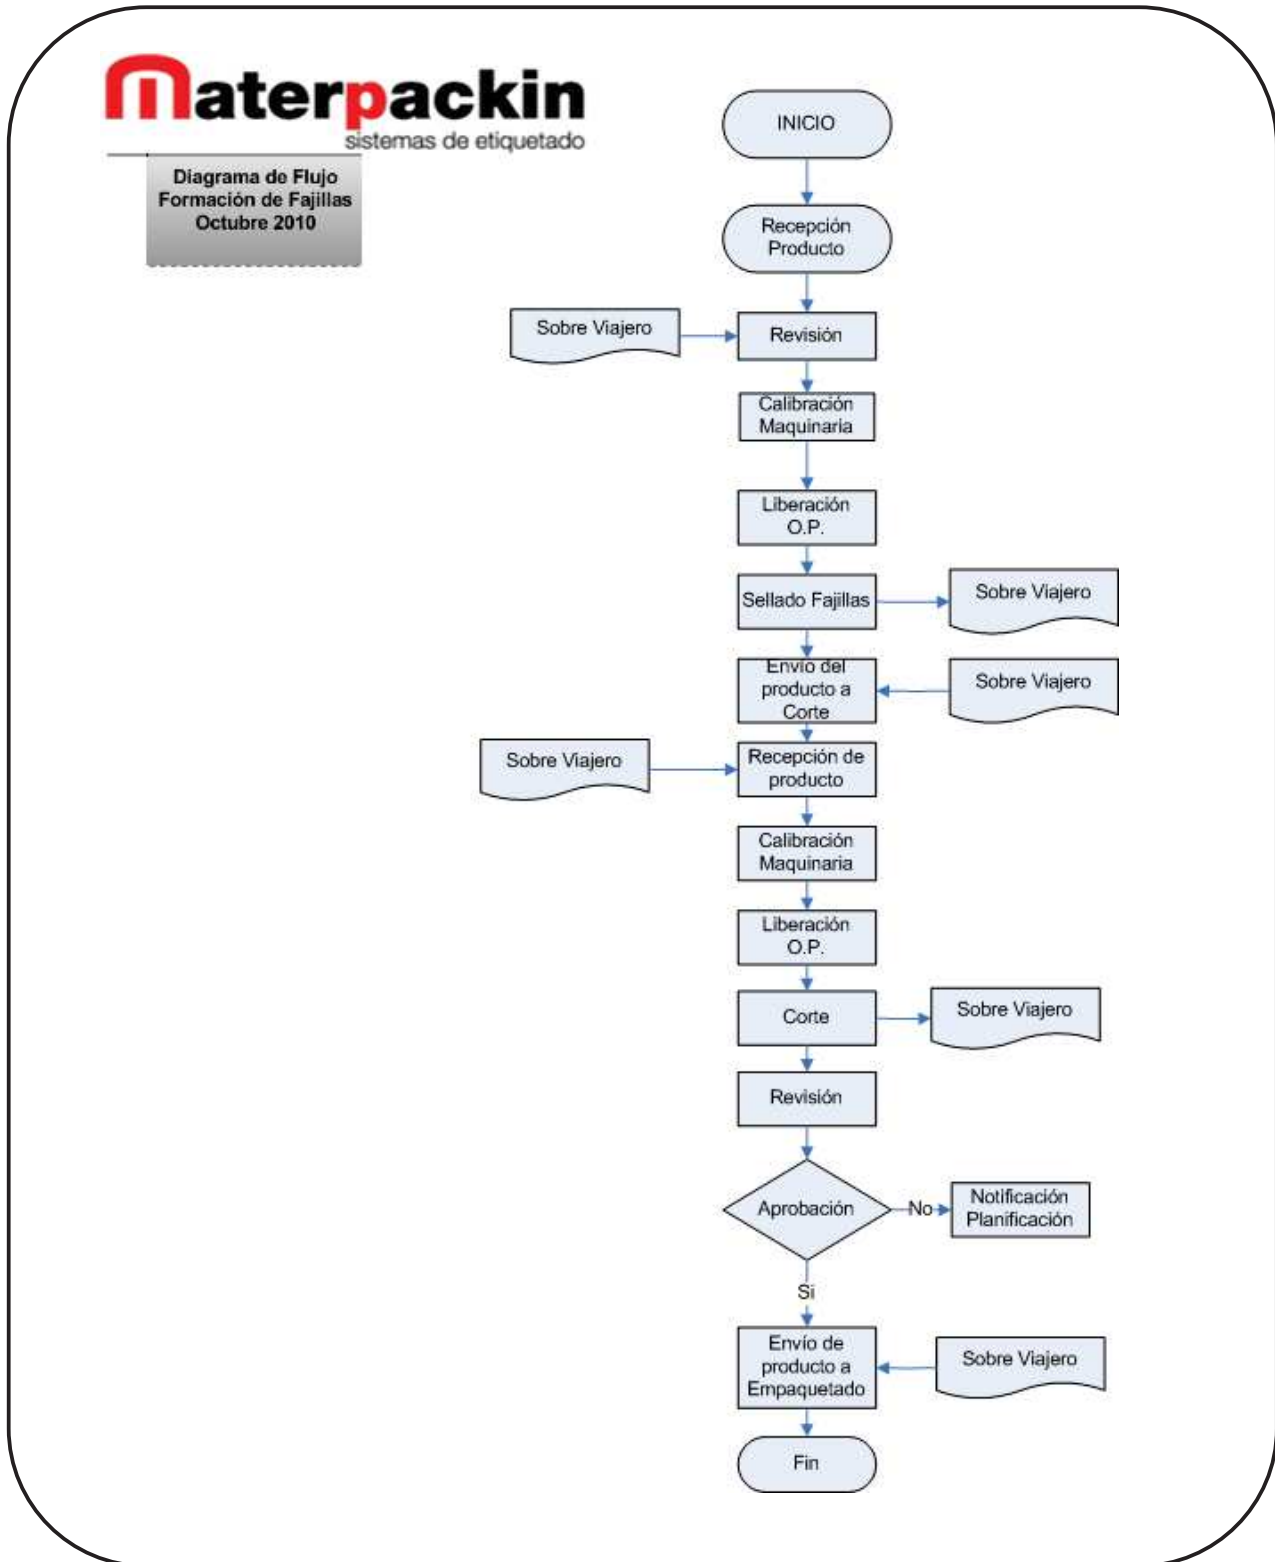 materpackin
sistemas de etiquetado
Diagrama de Flujo
Formación de Fajillas
Octubre 2010
INICIO
Recepción
Producto
Sobre Viajero
Revisión
Calibración
Maquinaria
Liberación
O.P.
Sellado Fajillas
Sobre Viajero
Envío del
producto a
Corte
Sobre Viajero
Sobre Viajero
Recepción de
producto
Calibración
Maquinaria
Liberación
O.P.
Corte
Sobre Viajero
Revisión
Aprobación
No
Notificación
Planificación
Si
Envío de
producto a
Empaquetado
Sobre Viajero
Fin